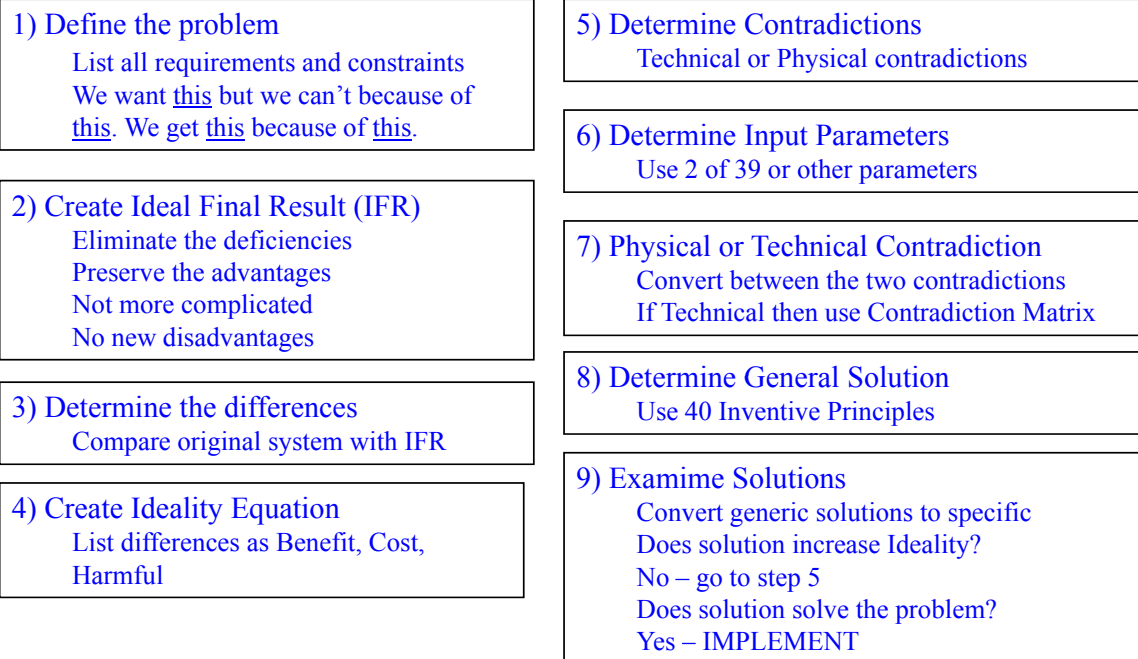 1) Define the problem
List all requirements and constraints
We want this but we can’t because of
this. We get this because of this.
2) Create Ideal Final Result (IFR)
Eliminate the deficiencies
Preserve the advantages
Not more complicated
No new disadvantages
3) Determine the differences
Compare original system with IFR
4) Create Ideality Equation
List differences as Benefit, Cost,
Harmful
5) Determine Contradictions
Technical or Physical contradictions
6) Determine Input Parameters
Use 2 of 39 or other parameters
7) Physical or Technical Contradiction
Convert between the two contradictions
If Technical then use Contradiction Matrix
8) Determine General Solution
Use 40 Inventive Principles
9) Examime Solutions
Convert generic solutions to specific
Does solution increase Ideality?
No – go to step 5
Does solution solve the problem?
Yes – IMPLEMENT